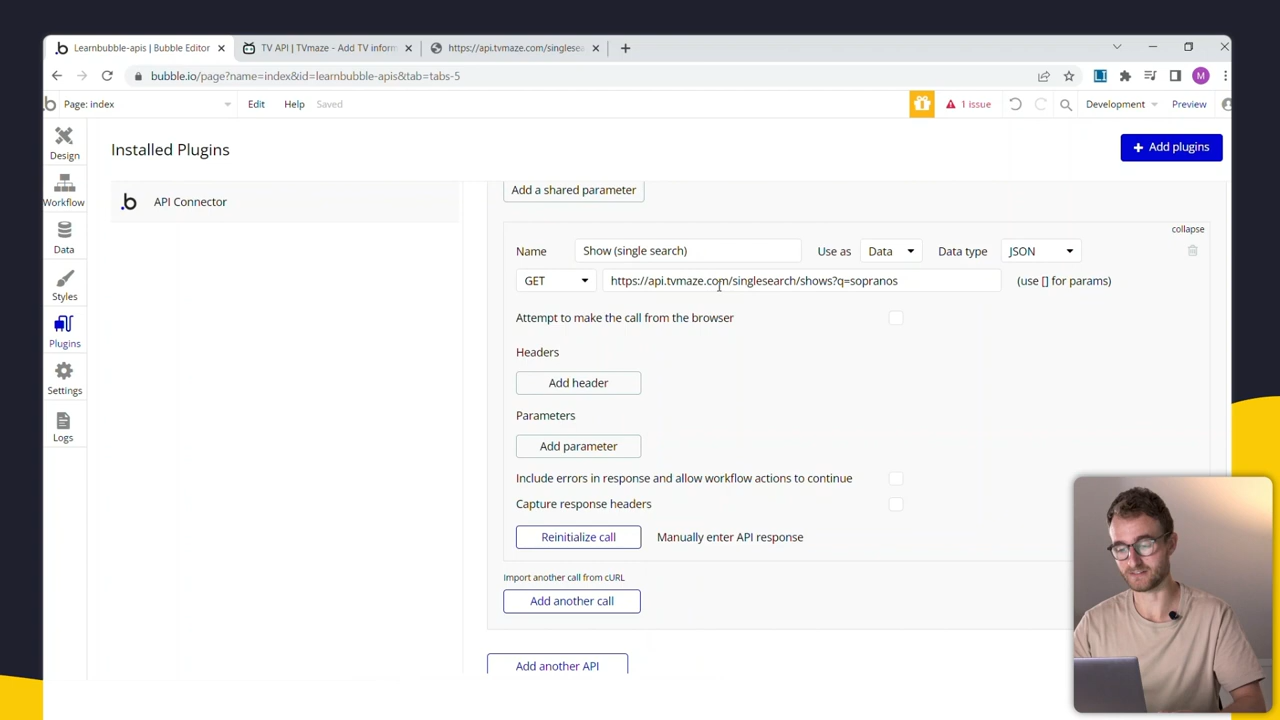 Learnbubble-apis | Bubble Editor
TV API | TVmaze - Add TV inform
https://api.tvmaze.com/singlesea
bubble.io/page?name=index&id=learnbubble-apis&tab=tabs-5
M
Page: index
Edit
Help
Saved
1 issue
Development
Preview
Design
Workflow
Data
Styles
Plugins
Settings
Logs
Installed Plugins
+ Add plugins
b API Connector
Add a shared parameter
collapse
Name
Show (single search)
Use as
Data
Data type
JSON
GET
https://api.tvmaze.com/singlesearch/shows?q=sopranos
(use [] for params)
Attempt to make the call from the browser
Headers
Add header
Parameters
Add parameter
Include errors in response and allow workflow actions to continue
Capture response headers
Reinitialize call
Manually enter API response
Import another call from cURL
Add another call
Add another API